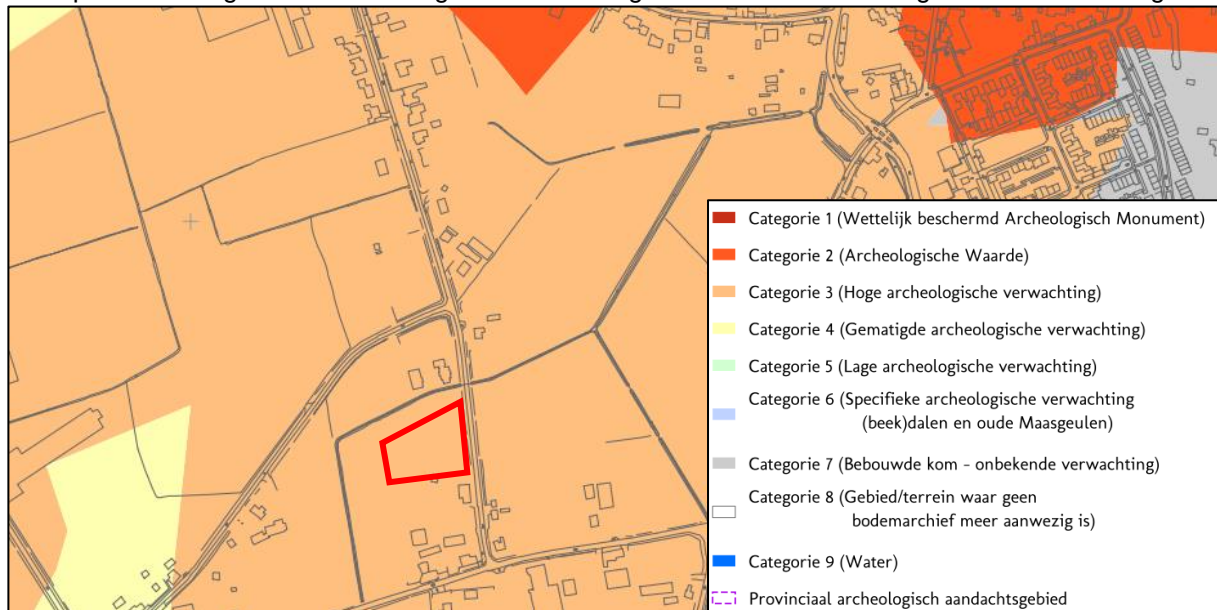 Categorie 1 (Wettelijk beschermd Archeologisch Monument)
Categorie 2 (Archeologische Waarde)
Categorie 3 (Hoge archeologische verwachting)
Categorie 4 (Gematigde archeologische verwachting)
Categorie 5 (Lage archeologische verwachting)
Categorie 6 (Specifieke archeologische verwachting
(beek)dalen en oude Maasgeulen)
Categorie 7 (Bebouwde kom - onbekende verwachting)
Categorie 8 (Gebied/terrein waar geen
bodemarchief meer aanwezig is)
Categorie 9 (Water)
Provinciaal archeologisch aandachtsgebied